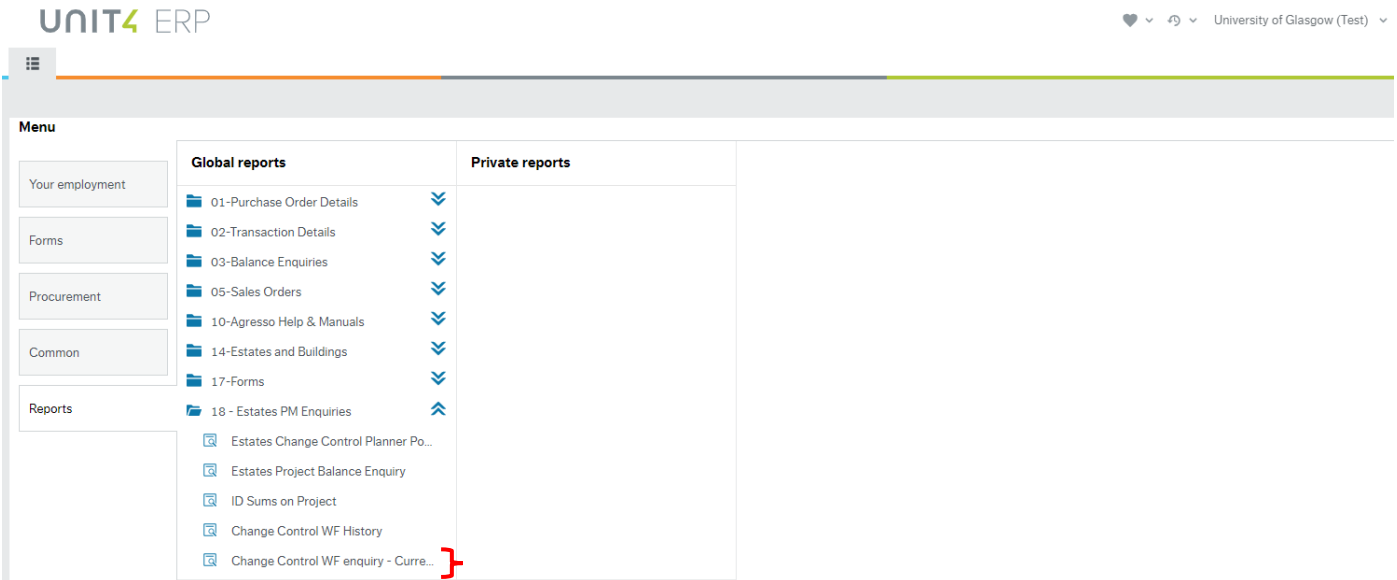 UNIT4 ERP
University of Glasgow (Test)
Menu
Your employment
Forms
Procurement
Common
Reports
Global reports
01-Purchase Order Details
02-Transaction Details
03-Balance Enquiries
05-Sales Orders
10-Agresso Help & Manuals
14-Estates and Buildings
17-Forms
18 - Estates PM Enquiries
Estates Change Control Planner Po...
Estates Project Balance Enquiry
ID Sums on Project
Change Control WF History
Change Control WF enquiry - Curre...
Private reports